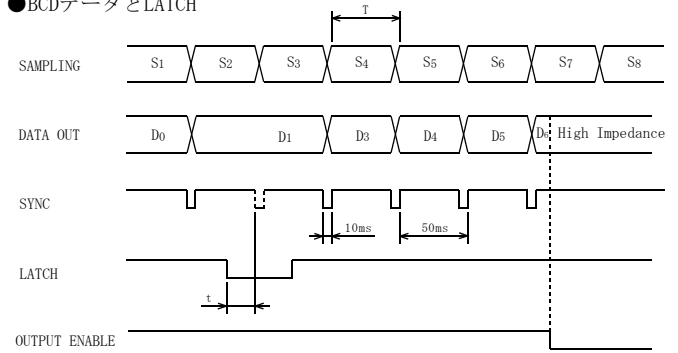 ●BCDデータとLATCH
T
SAMPLING S1 S2 S3 S4 S5 S6 S7 S8
DATA OUT D0 D1 D3 D4 D5 D6 High Impedance
SYNC
10ms 50ms
LATCH
t
OUTPUT ENABLE